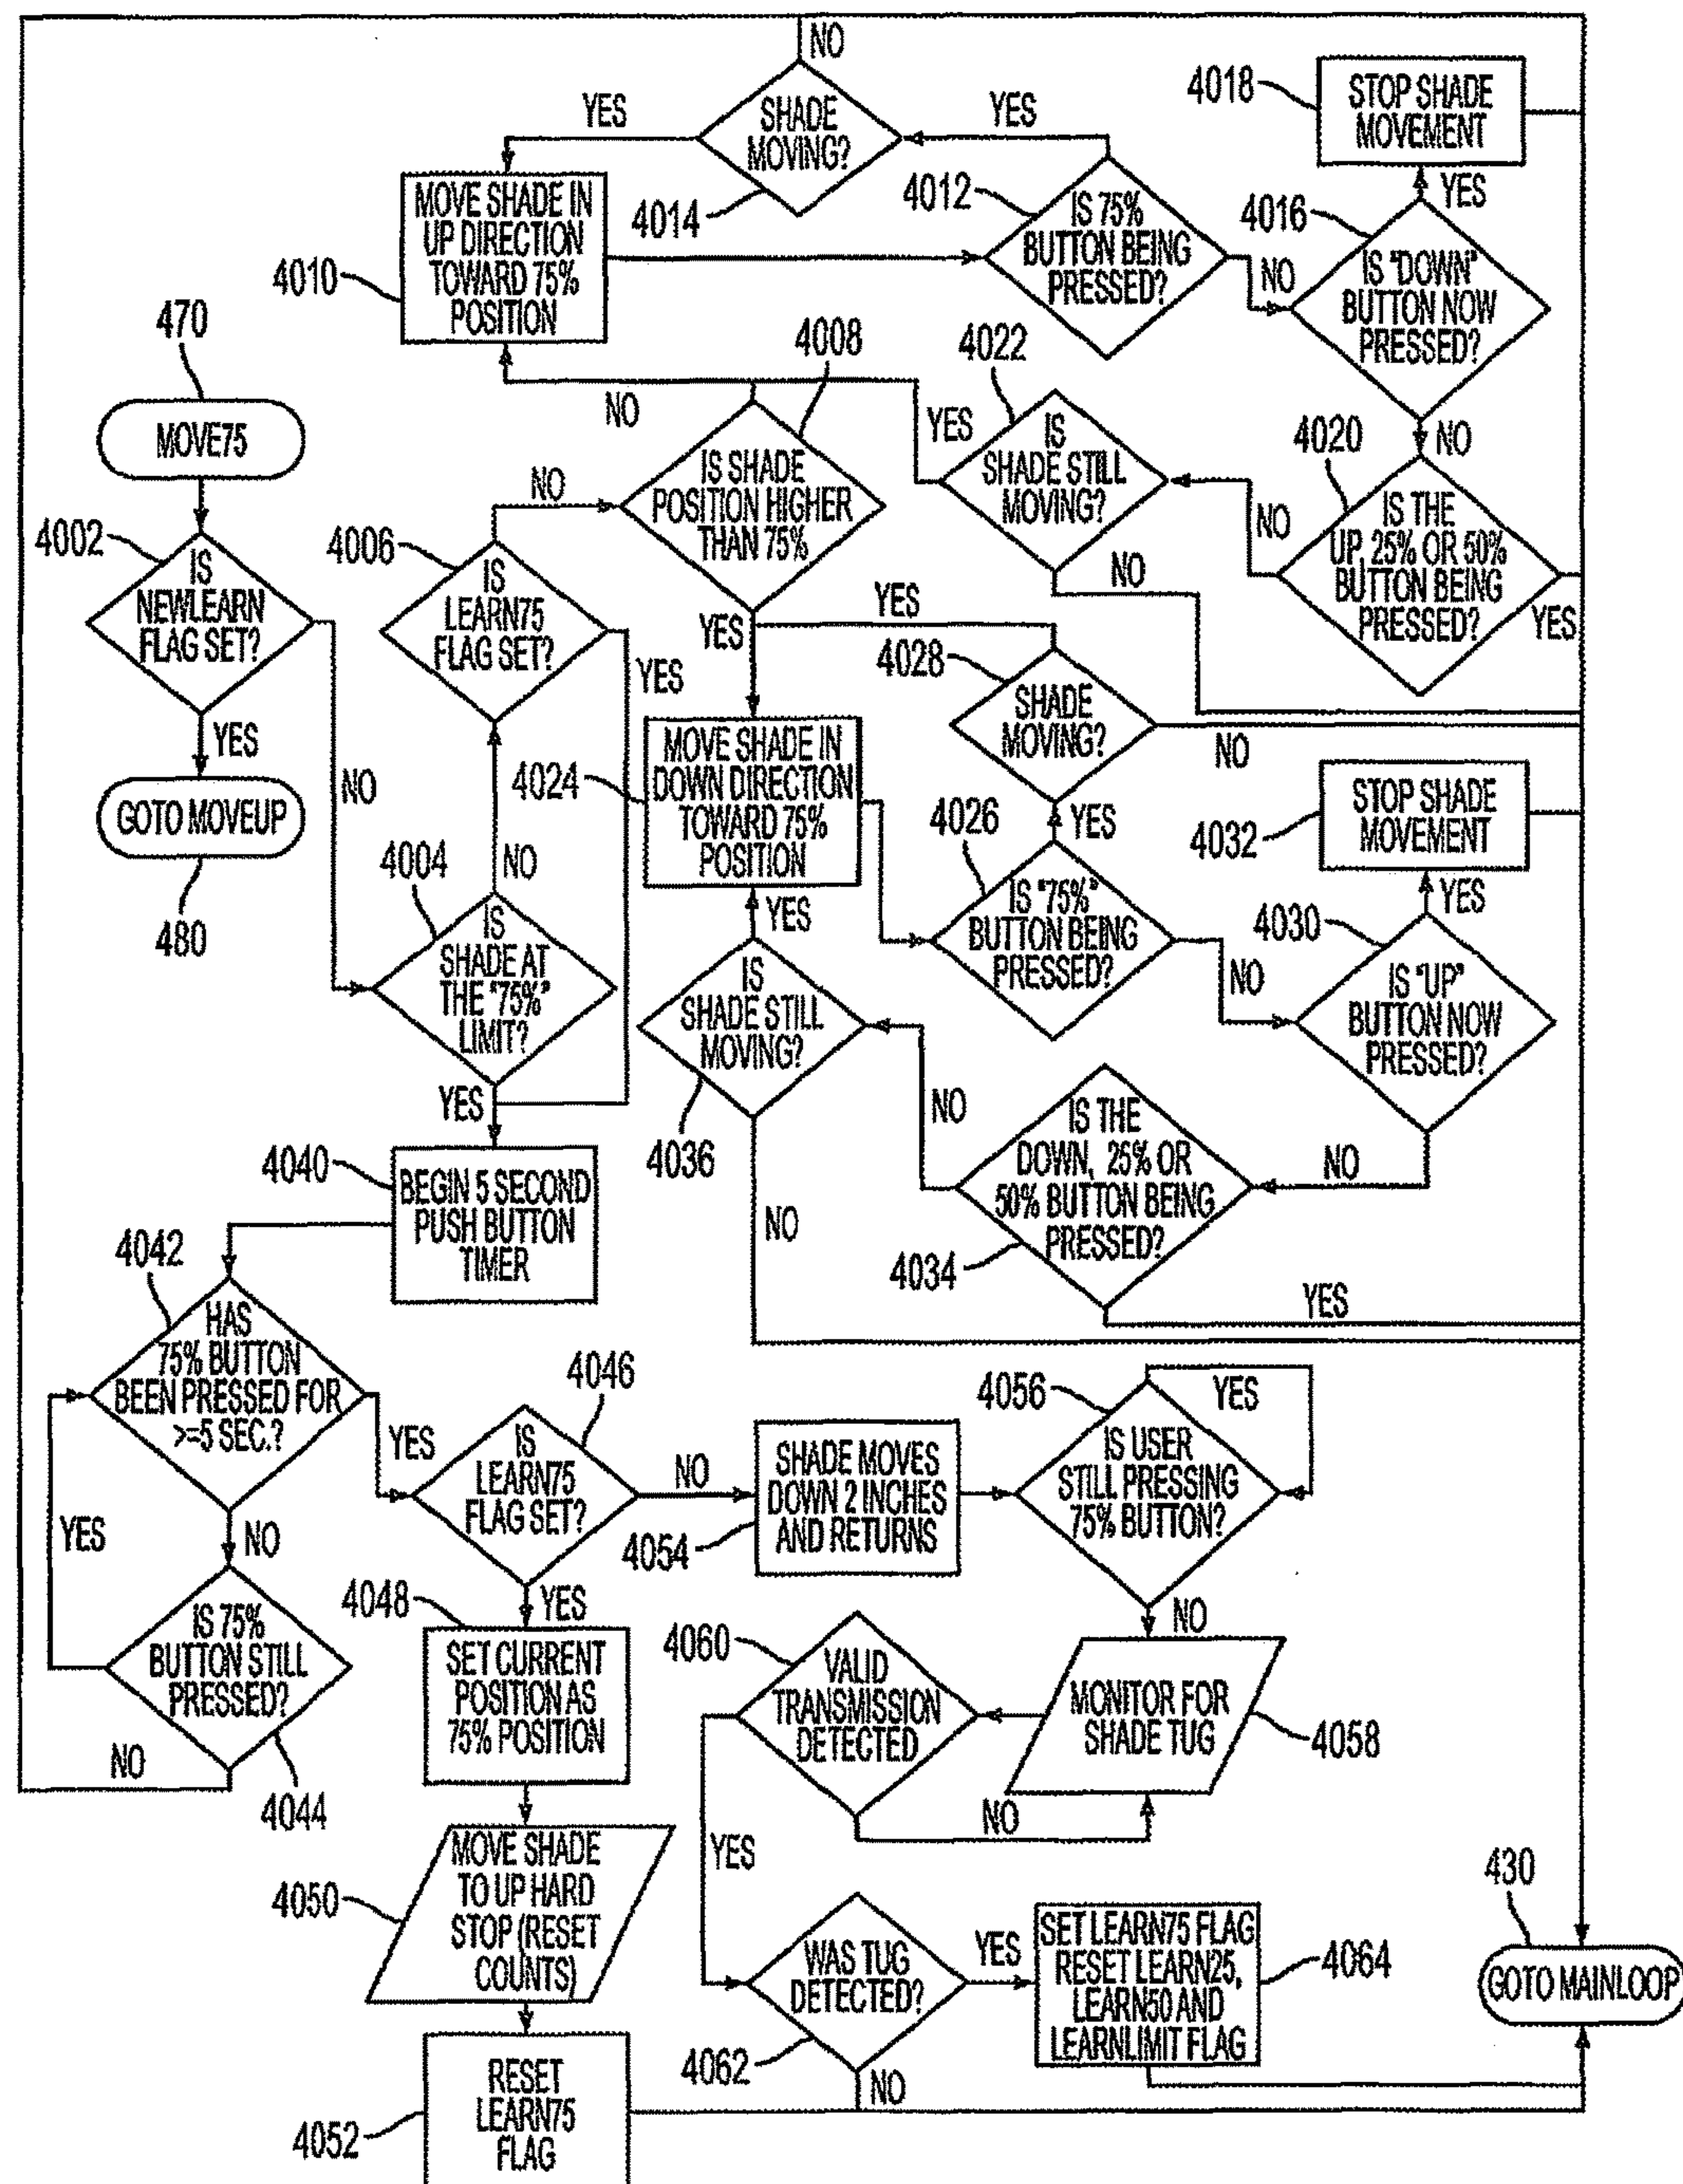 NO
4018
STOP SHADE
MOVEMENT
YES
SHADE
MOVING?
YES
4014
MOVE SHADE IN
UP DIRECTION
TOWARD 75%
POSITION
4010
4012
IS 75%
BUTTON BEING
PRESSED?
NO
YES
4016
IS "DOWN"
BUTTON NOW
PRESSED?
NO
470
MOVE75
4002
IS
NEWLEARN
FLAG SET?
YES
NO
GOTO MOVEUP
480
4008
NO
IS SHADE
POSITION HIGHER
THAN 75%
YES
NO
4006
IS
LEARN75
FLAG SET?
YES
4022
YES
IS
SHADE STILL
MOVING?
NO
4020
IS THE
UP, 25% OR 50%
BUTTON BEING
PRESSED?
NO
YES
YES
4028
SHADE
MOVING?
NO
4024
MOVE SHADE IN
DOWN DIRECTION
TOWARD 75%
POSITION
4026
YES
IS "75%"
BUTTON BEING
PRESSED?
NO
4032
STOP SHADE
MOVEMENT
YES
4030
IS "UP"
BUTTON NOW
PRESSED?
NO
4004
NO
IS
SHADE AT
THE "75%"
LIMIT?
YES
YES
IS
SHADE STILL
MOVING?
4036
NO
NO
IS THE
DOWN, 25% OR
50% BUTTON BEING
PRESSED?
4034
YES
4040
BEGIN 5 SECOND
PUSH BUTTON
TIMER
4042
HAS
75% BUTTON
BEEN PRESSED FOR
>=5 SEC.?
YES
NO
YES
IS 75%
BUTTON STILL
PRESSED?
NO
4044
4046
IS
LEARN75
FLAG SET?
NO
YES
4048
SET CURRENT
POSITION AS
75% POSITION
4050
MOVE SHADE
TO UP HARD
STOP (RESET
COUNTS)
4052
RESET
LEARN75
FLAG
4054
SHADE MOVES
DOWN 2 INCHES
AND RETURNS
4056
YES
IS USER
STILL PRESSING
75% BUTTON?
NO
MONITOR FOR
SHADE TUG
4058
4060
VALID
TRANSMISSION
DETECTED
NO
YES
WAS TUG
DETECTED?
4062
YES
NO
SET LEARN75 FLAG
RESET LEARN25,
LEARN50 AND
LEARNLIMIT FLAG
4064
430
GOTO MAINLOOP